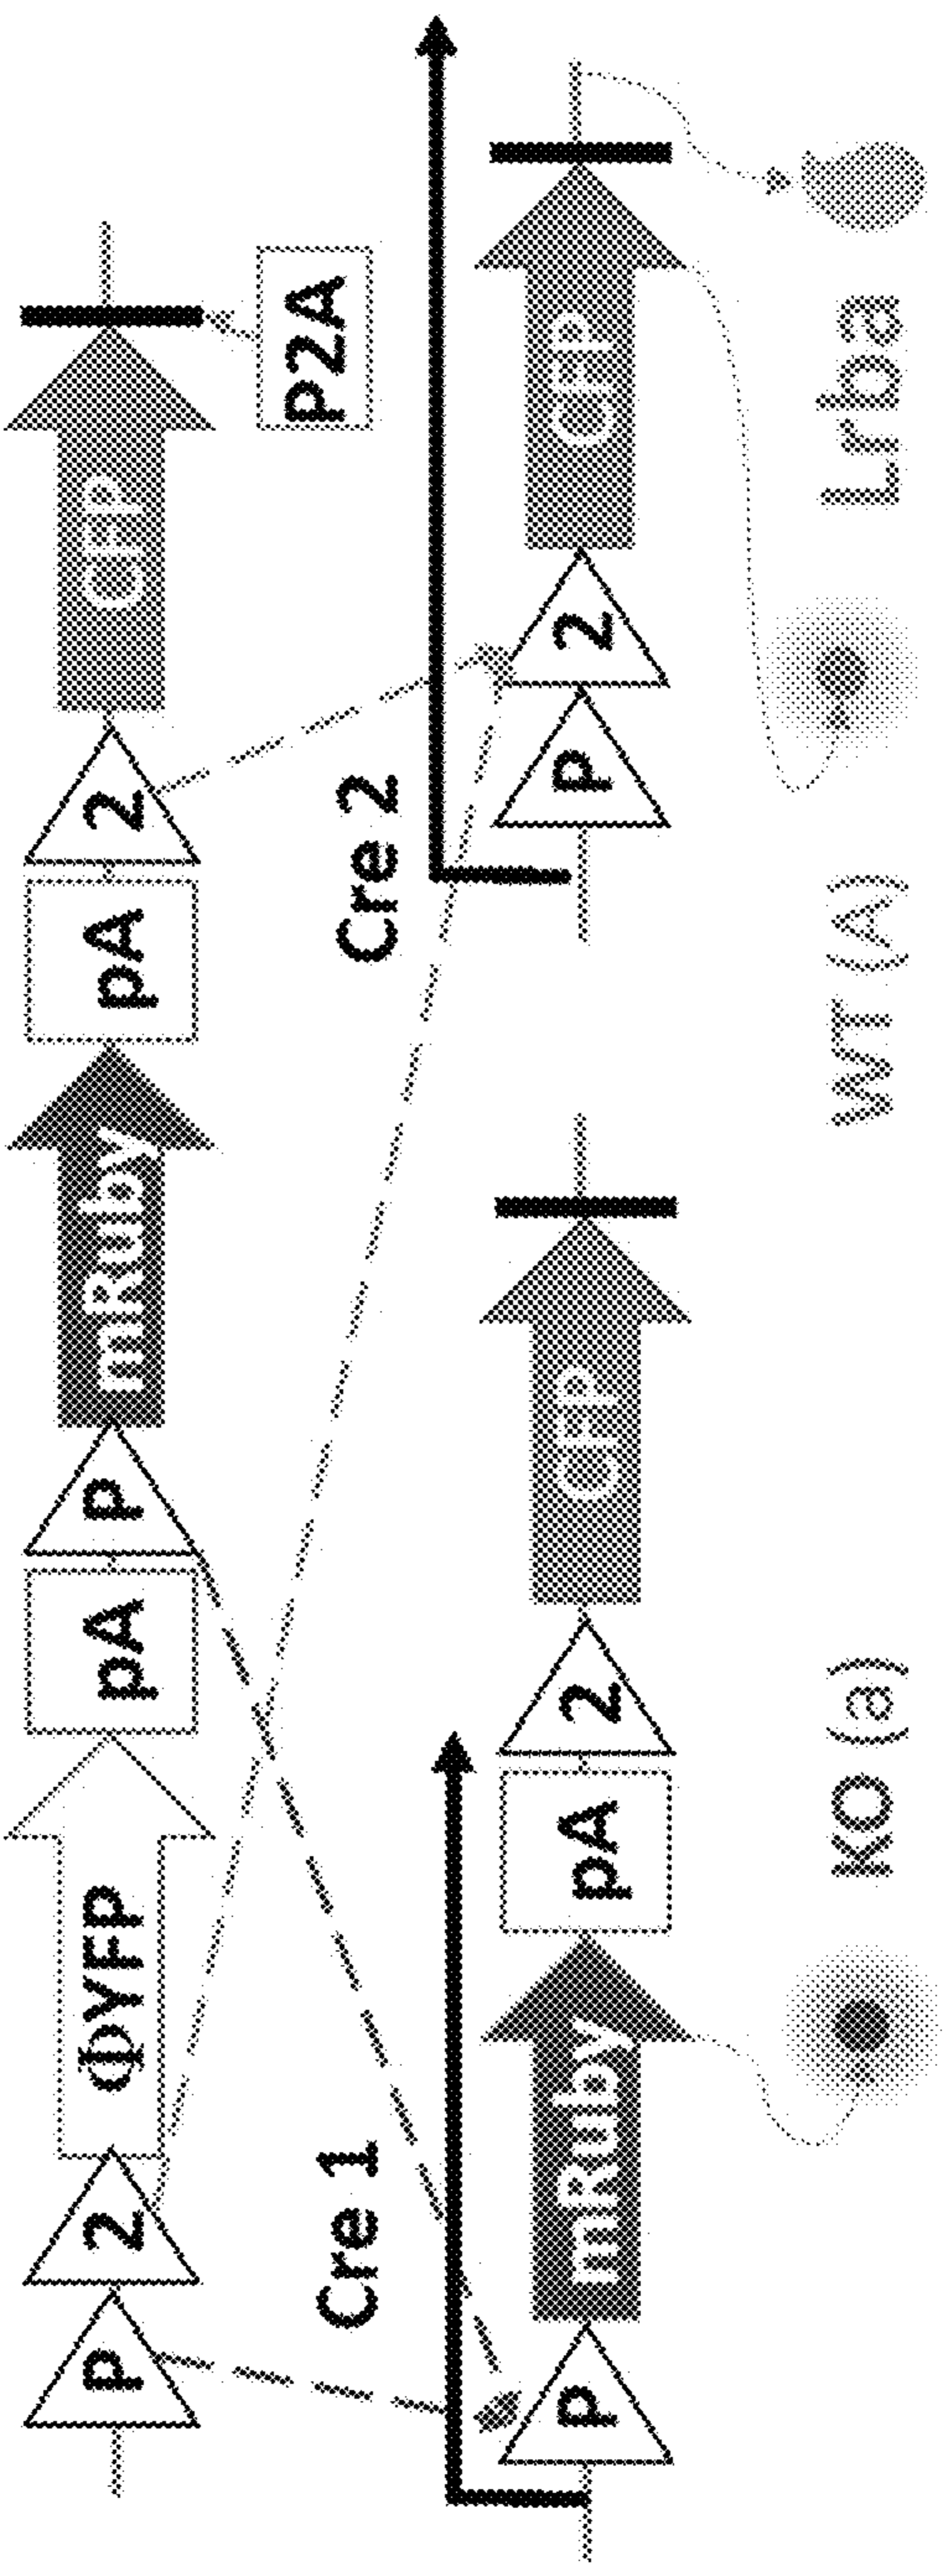 P
2
ΦYFP
pA
P
mRuby
pA
2
CFP
P2A
Cre 1
Cre 2
P
mRuby
pA
2
CFP
P
2
CFP
KO (a)
WT (A)
Lrba